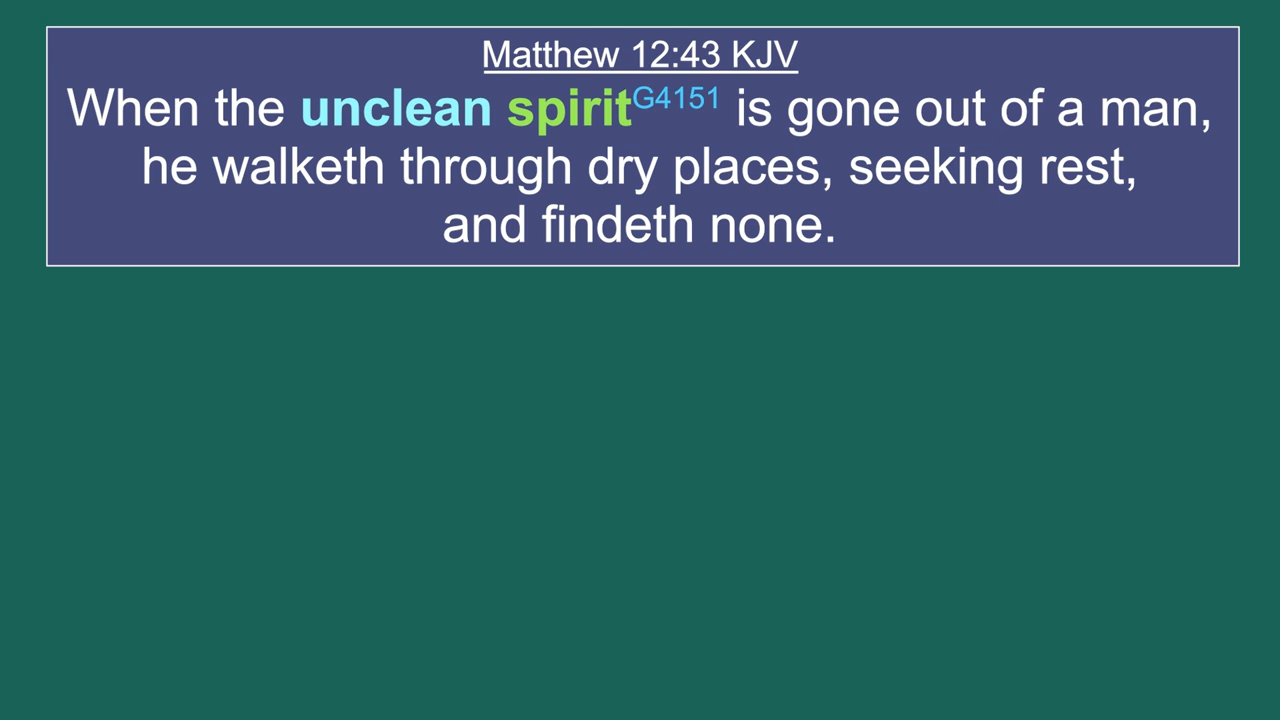 Matthew 12:43 KJV
When the unclean spiritG4151 is gone out of a man,
he walketh through dry places, seeking rest,
and findeth none.